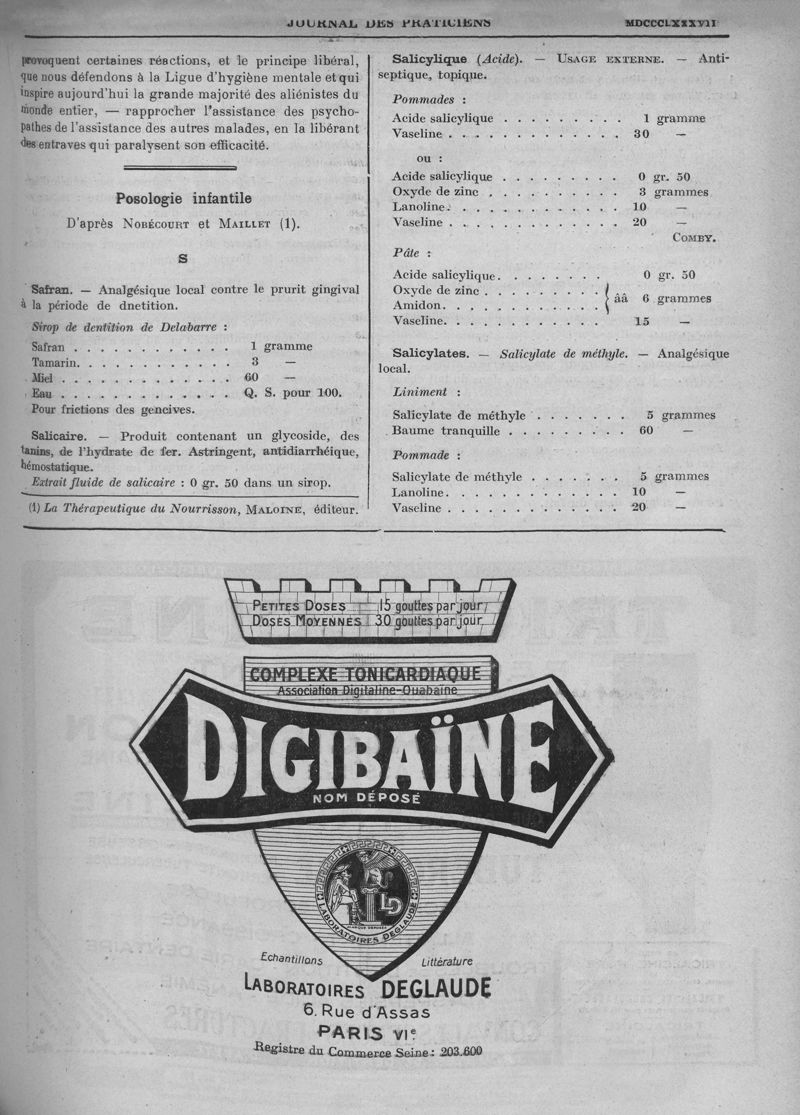 JOURNAL DES PRATICIENS MDCCCLXXXVII
provoquent certaines réactions, et le principe libéral,
que nous défendons à la Ligue d'hygiène mentale et qui
inspire aujourd'hui la grande majorité des aliénistes du
monde entier, — rapprocher l'assistance des psycho-
pathes de l'assistance des autres malades, en la libérant
des entraves qui paralysent son efficacité.
Posologie infantile
D'après NOBÉCOURT et MAILLET (1).
S
Safran. — Analgésique local contre le prurit gingival
à la période de dnetition.
Sirop de dentition de Delabarre :
Safran . . . . . . . . . . . . 1 gramme
Tamarin. . . . . . . . . . . . 3 —
Miel . . . . . . . . . . . . . 60 —
Eau . . . . . . . . . . . . . Q. S. pour 100.
Pour frictions des gencives.
Salicaire. — Produit contenant un glycoside, des
tanins, de l'hydrate de fer. Astringent, antidiarrhéique,
hémostatique.
Extrait fluide de salicaire : 0 gr. 50 dans un sirop.
(1) La Thérapeutique du Nourrisson, MALOINE, éditeur.
Salicylique (Acide). — USAGE EXTERNE. — Anti-
septique, topique.
Pommades :
Acide salicylique . . . . . . . . . 1 gramme
Vaseline . . . . . . . . . . . . . 30 —
ou :
Acide salicylique . . . . . . . . . 0 gr. 50
Oxyde de zinc . . . . . . . . . . 3 grammes
Lanoline. . . . . . . . . . . . . 10 —
Vaseline . . . . . . . . . . . . . 20 —
COMBY.
Pâte :
Acide salicylique. . . . . . . . 0 gr. 50
Oxyde de zinc . . . . . . . . .
Amidon. . . . . . . . . . . . } ââ 6 grammes
Vaseline. . . . . . . . . . . . 15 —
Salicylates. — Salicylate de méthyle. — Analgésique
local.
Liniment :
Salicylate de méthyle . . . . . . . 5 grammes
Baume tranquille . . . . . . . . . 60 —
Pommade :
Salicylate de méthyle . . . . . . . 5 grammes
Lanoline. . . . . . . . . . . . . 10 —
Vaseline . . . . . . . . . . . . . 20 —
PETITES DOSES 15 gouttes par jour
DOSES MOYENNES 30 gouttes par jour
COMPLEXE TONICARDIAQUE
Association Digitaline-Ouabaïne
DIGIBAÏNE
NOM DÉPOSÉ
LD
MARQUE DÉPOSÉE
LABORATOIRES DEGLAUDE
Echantillons Littérature
LABORATOIRES DEGLAUDE
6, Rue d'Assas
PARIS VIe
Registre du Commerce Seine : 203.600